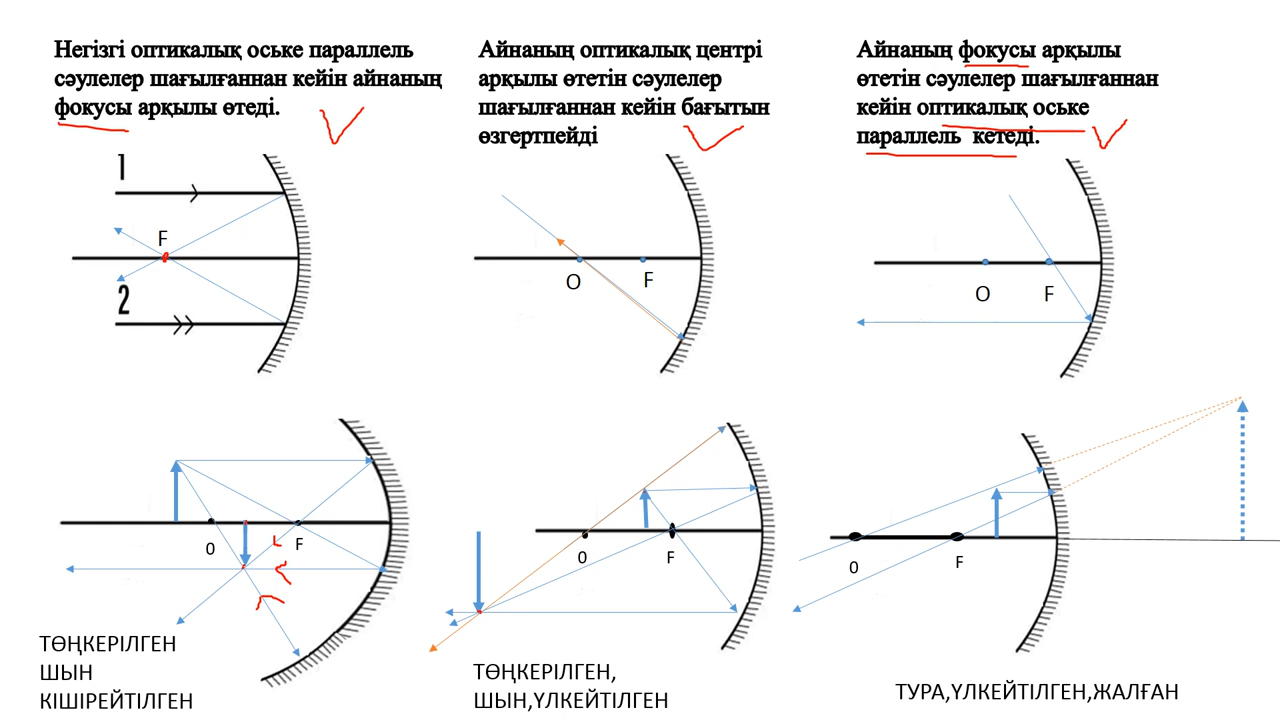 Негізгі оптикалық оське параллель
сәулелер шағылғаннан кейін айнаның
фокусы арқылы өтеді.
Айнаның оптикалық центрі
арқылы өтетін сәулелер
шағылғаннан кейін бағытын
өзгертпейді
Айнаның фокусы арқылы
өтетін сәулелер шағылғаннан
кейін оптикалық оське
параллель кетеді.
1
F
2
O
F
O
F
0
F
0
F
0
F
ТӨҢКЕРІЛГЕН
ШЫН
КІШІРЕЙТІЛГЕН
ТӨҢКЕРІЛГЕН,
ШЫН,ҮЛКЕЙТІЛГЕН
ТУРА,ҮЛКЕЙТІЛГЕН,ЖАЛҒАН